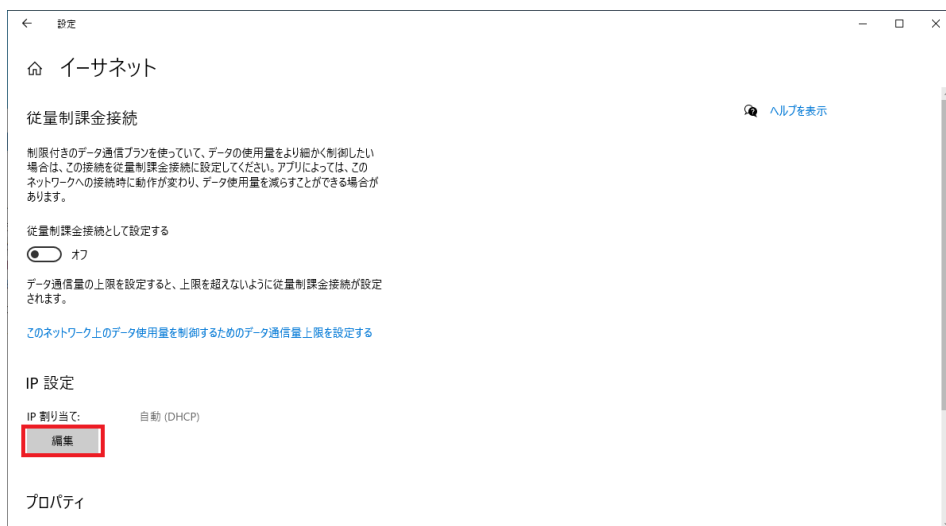 設定
イーサネット
従量制課金接続
ヘルプを表示
制限付きのデータ通信プランを使っていて、データの使用量をより細かく制御したい
場合は、この接続を従量制課金接続に設定してください。アプリによっては、この
ネットワークへの接続時に動作が変わり、データ使用量を減らすことができる場合が
あります。
従量制課金接続として設定する
オフ
データ通信量の上限を設定すると、上限を超えないように従量制課金接続が設定
されます。
このネットワーク上のデータ使用量を制御するためのデータ通信量上限を設定する
IP 設定
IP 割り当て: 自動 (DHCP)
編集
プロパティ